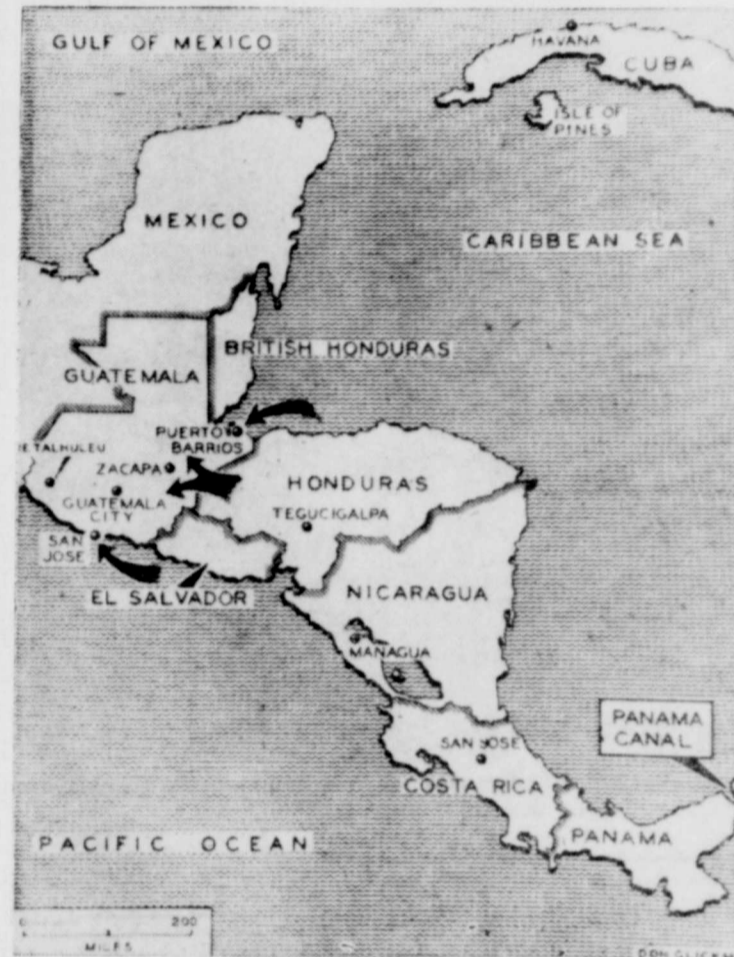 GULF OF MEXICO
HAVANA
CUBA
ISLE OF
PINES
MEXICO
CARIBBEAN SEA
BRITISH HONDURAS
GUATEMALA
PUERTO
BARRIOS
ETALHULEU
ZACAPA
HONDURAS
GUATEMALA
CITY
TEGUCIGALPA
SAN
JOSE
EL SALVADOR
NICARAGUA
MANAGUA
PANAMA
CANAL
SAN JOSE
COSTA RICA
PANAMA
PACIFIC OCEAN
0 200
MILES